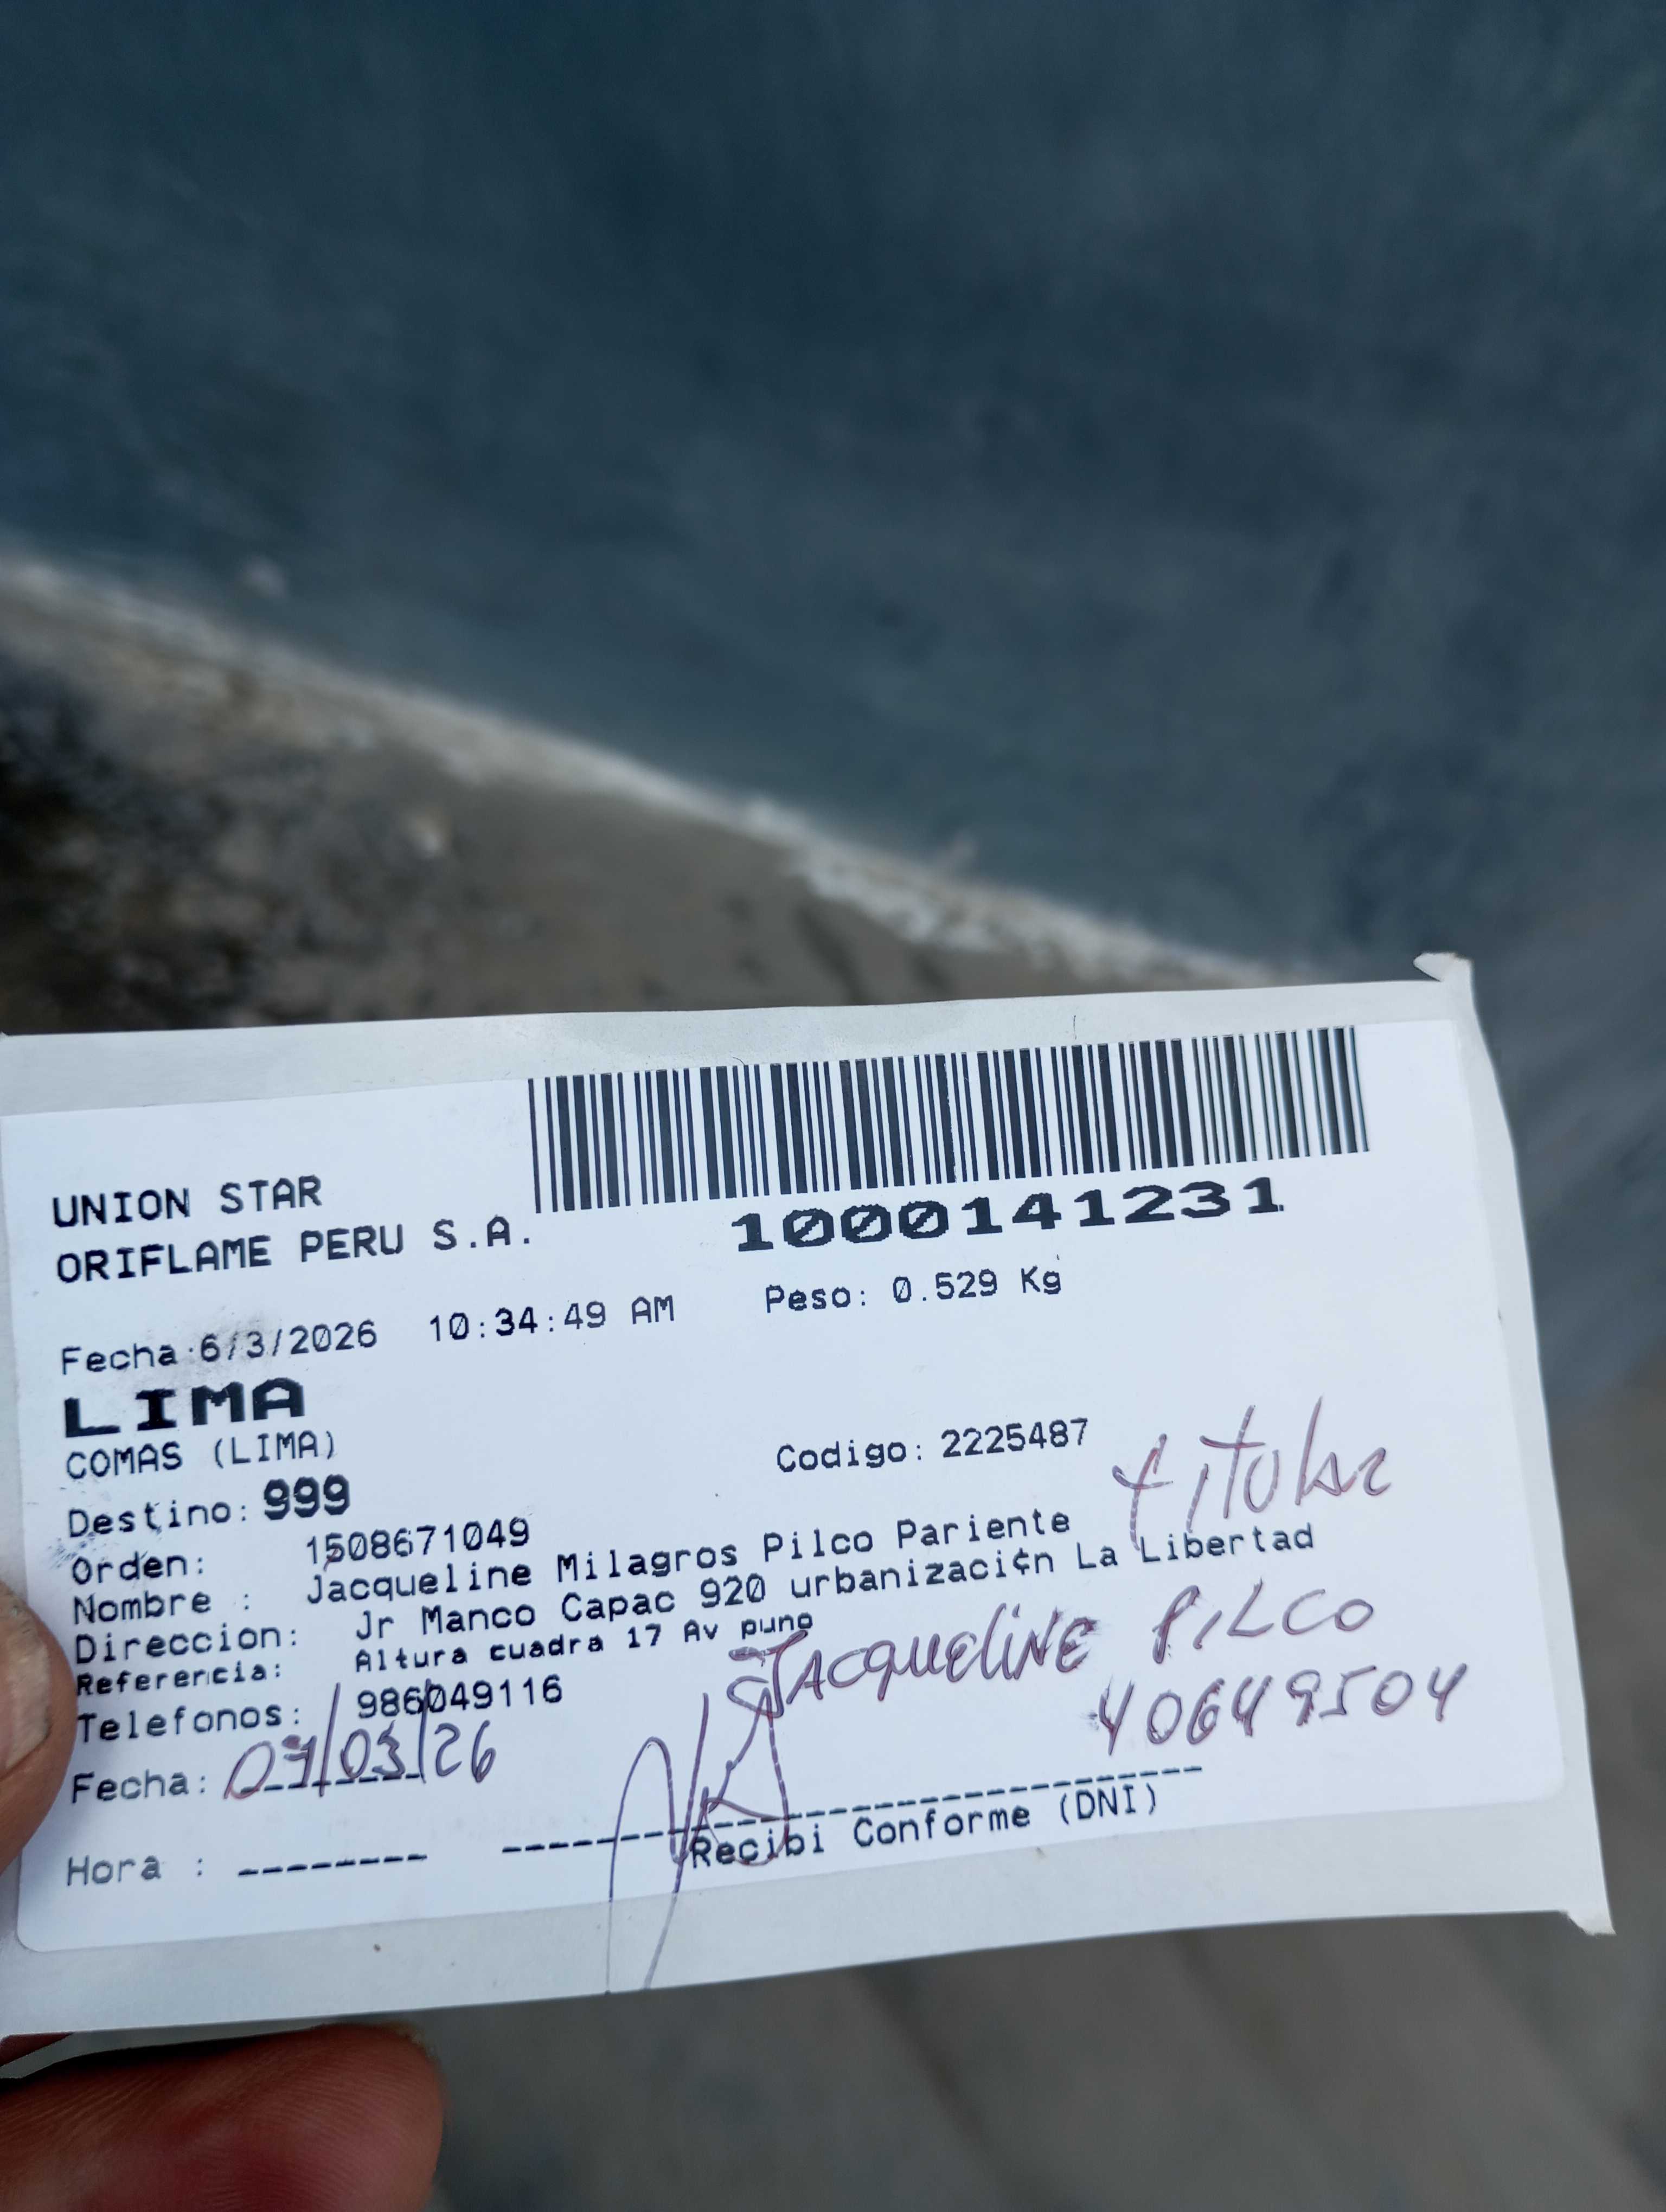 UNION STAR
ORIFLAME PERU S.A.
1000141231
Fecha:6/3/2026 10:34:49 AM Peso: 0.529 Kg
LIMA
COMAS (LIMA)
Codigo: 2225487
Destino: 999
titular
Orden: 1508671049
Nombre : Jacqueline Milagros Pilco Pariente
Direccion: Jr Manco Capac 920 urbanizaci¢n La Libertad
Referencia: Altura cuadra 17 Av puno
Telefonos: 986049116
JACqueliNE PILCO
40649504
Fecha: 07/03/26
Hora : --------
Recibi Conforme (DNI)